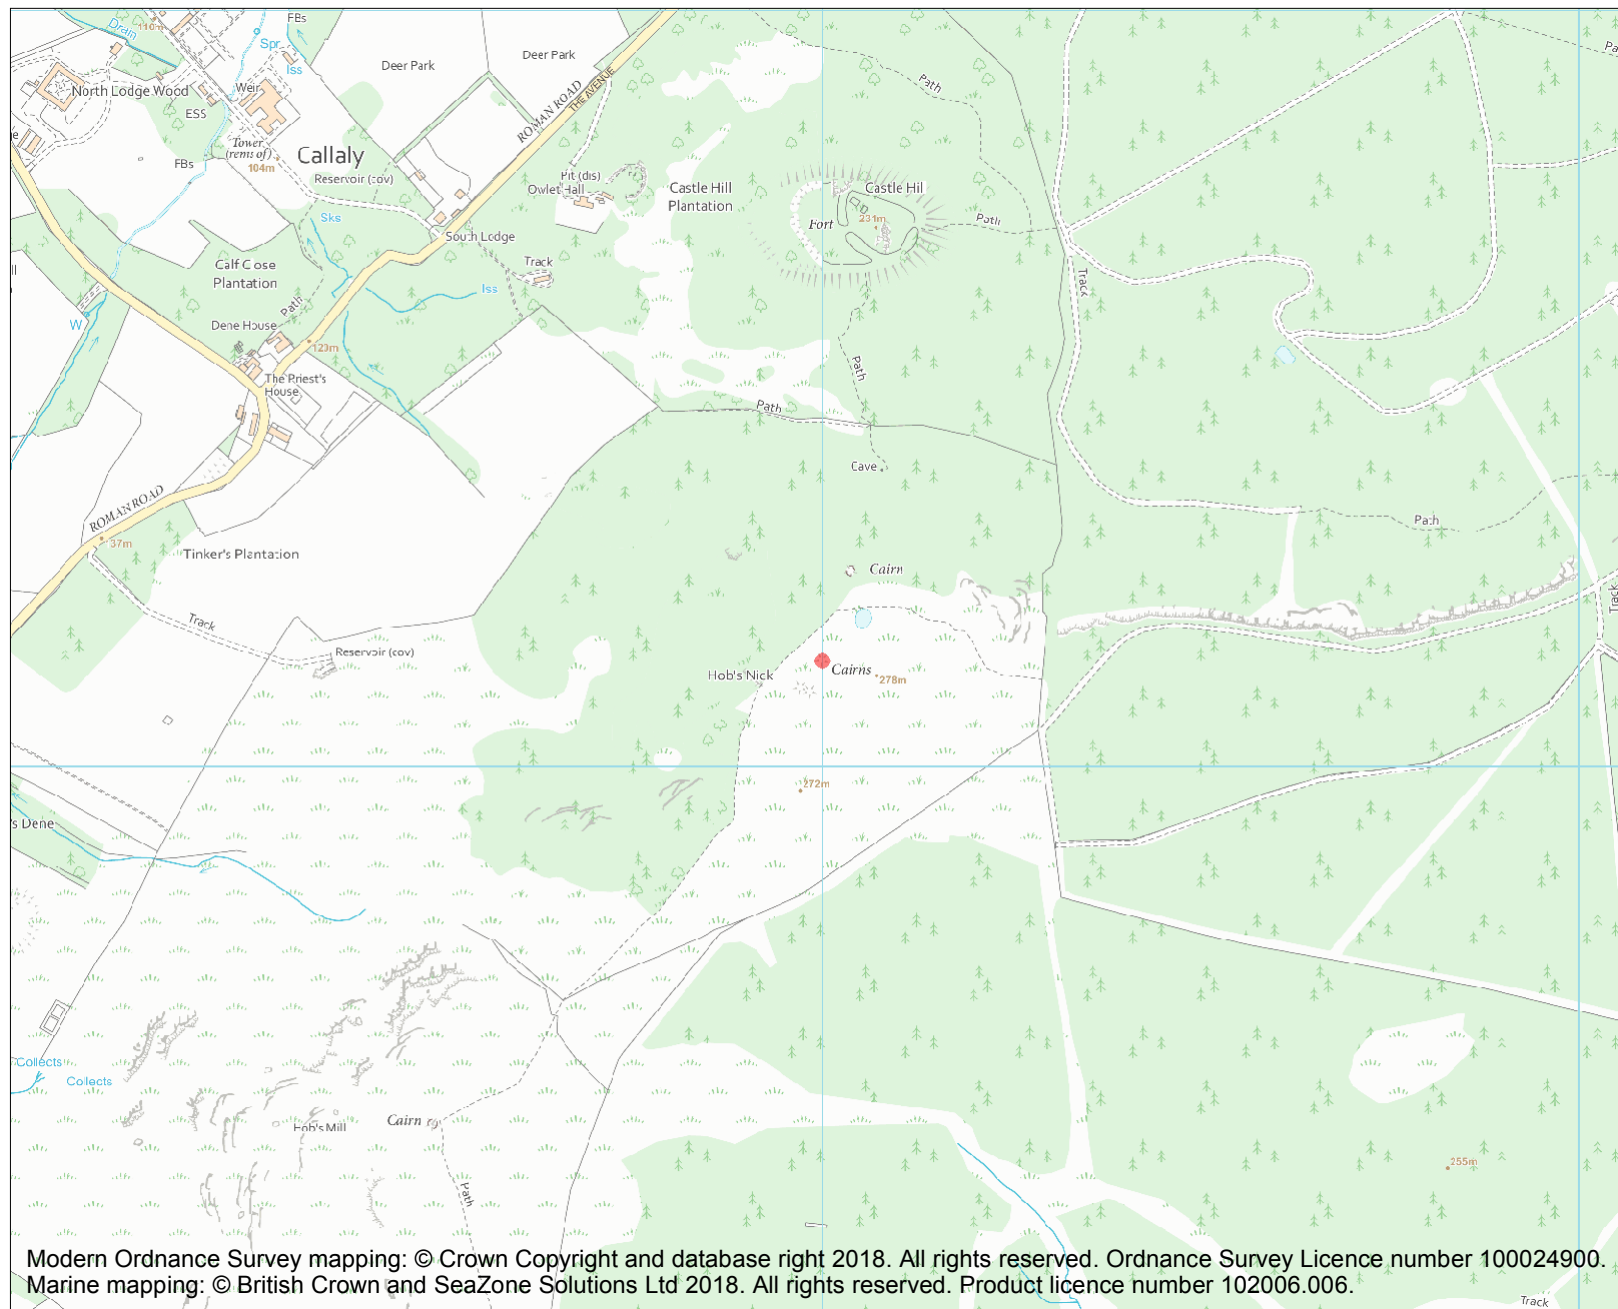 110m
Drain
FBs
Spr
Iss
Deer Park
Deer Park
Path
North Lodge Wood
Weir
ESS
THE AVENUE
ROMAN ROAD
Tower
(rems of)
Callaly
FBs
104m
Reservoir (cov)
Pit (dis)
Owlet Hall
Castle Hill
Plantation
Castle Hil
Fort
231m
Path
Sks
South Lodge
Track
Calf Close
Plantation
Iss
Track
Path
W
Dene House
129m
The Priest's
House
Path
Path
Cave
ROMAN ROAD
37m
Tinker's Plantation
Path
Cairn
Track
Track
Reservoir (cov)
Hob's Nick
Cairns
278m
272m
's Dene
Collects
Collects
Cairn
Hob's Mill
Path
255m
Track
Modern Ordnance Survey mapping: © Crown Copyright and database right 2018. All rights reserved. Ordnance Survey Licence number 100024900.
Marine mapping: © British Crown and SeaZone Solutions Ltd 2018. All rights reserved. Product licence number 102006.006.